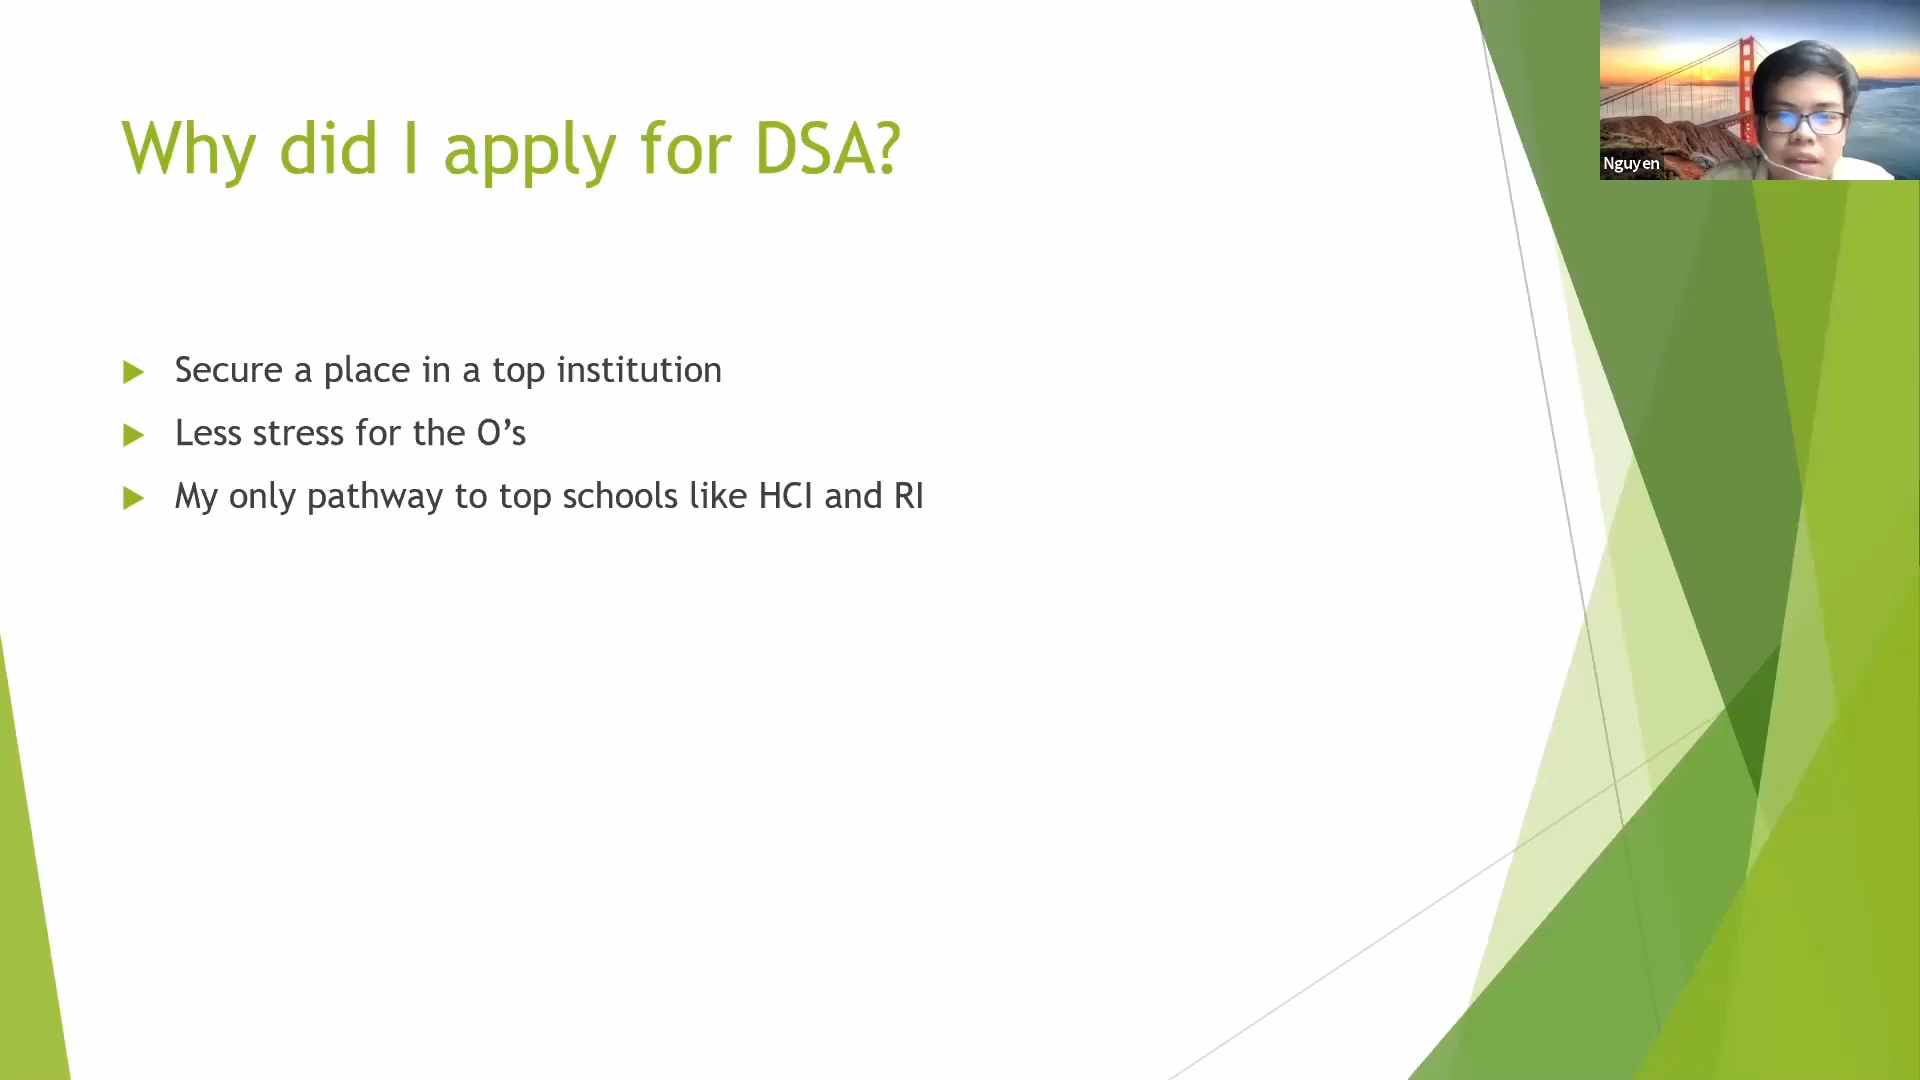 Why did I apply for DSA?
Nguyen
Secure a place in a top institution
Less stress for the O’s
My only pathway to top schools like HCI and RI